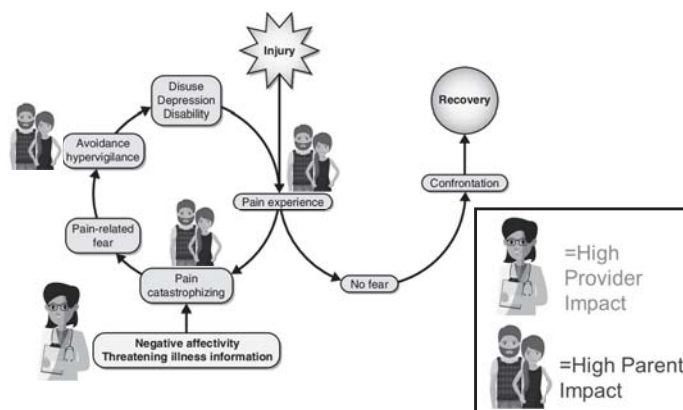 Injury
Disuse
Depression
Disability
Recovery
Avoidance
hypervigilance
Pain experience
Confrontation
Pain-related
fear
Pain
catastrophizing
No fear
Negative affectivity
Threatening illness information
=High
Provider
Impact
=High Parent
Impact